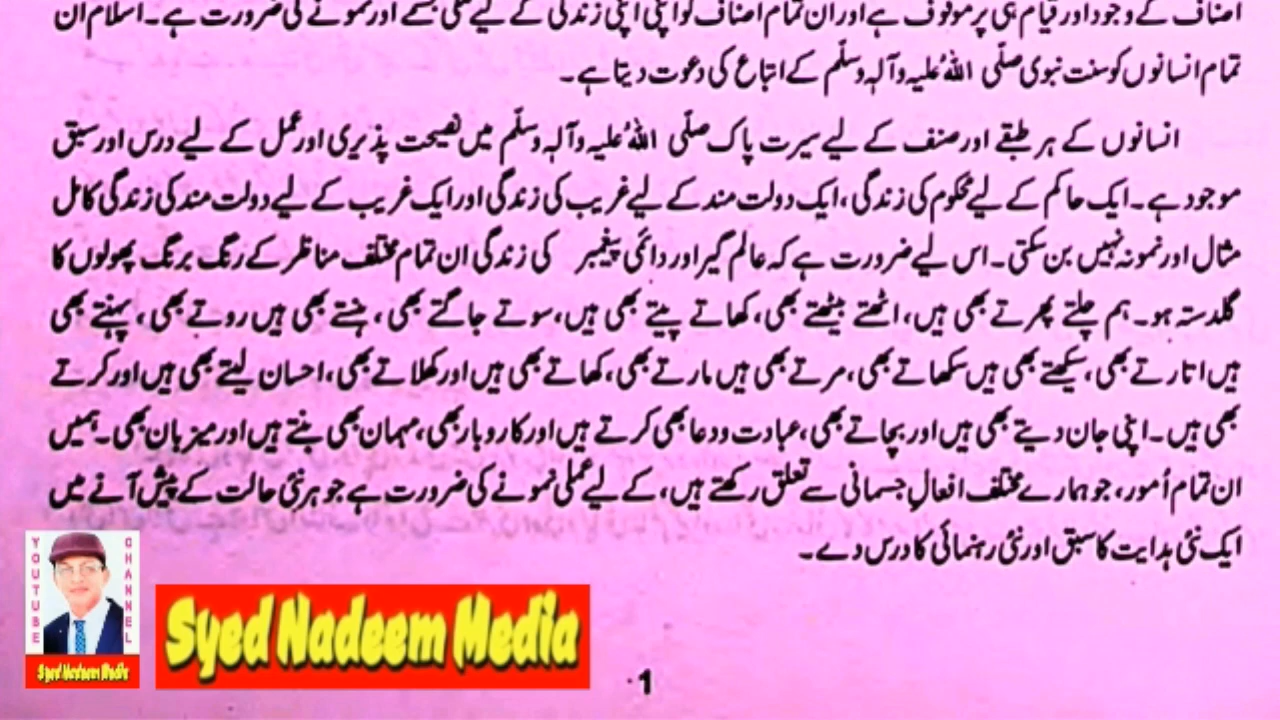 اصناف کے وجود اور قیام ہی پر موقوف ہے اور ان تمام اصناف کو اپنی اپنی زندگی کے لیے عملی مجسمے اور نمونے کی ضرورت ہے۔ اسلام ان
تمام انسانوں کو سنت نبوی صلّی اللہُ علیہ وآلہٖ وسلّم کے اتباع کی دعوت دیتا ہے۔
انسانوں کے ہر طبقے اور صنف کے لیے سیرت پاک صلّی اللہُ علیہ وآلہٖ وسلّم میں نصیحت پذیری اور عمل کے لیے درس اور سبق
موجود ہے۔ ایک حاکم کے لیے محکوم کی زندگی، ایک دولت مند کے لیے غریب کی زندگی اور ایک غریب کے لیے دولت مند کی زندگی کامل
مثال اور نمونہ نہیں بن سکتی۔ اس لیے ضرورت ہے کہ عالم گیر اور دائمی پیغمبر کی زندگی ان تمام مختلف مناظر کے رنگ برنگ پھولوں کا
گلدستہ ہو۔ ہم چلتے پھرتے بھی ہیں، اٹھتے بیٹھتے بھی، کھاتے پیتے بھی ہیں، سوتے جاگتے بھی، ہنستے بھی ہیں روتے بھی، پہنتے بھی
ہیں اتارتے بھی، سیکھتے بھی ہیں سکھاتے بھی، مرتے بھی ہیں مارتے بھی، کھاتے بھی ہیں اور کھلاتے بھی، احسان لیتے بھی ہیں اور کرتے
بھی ہیں۔ اپنی جان دیتے بھی ہیں اور بچاتے بھی، عبادت و دعا بھی کرتے ہیں اور کاروبار بھی، مہمان بھی بنتے ہیں اور میزبان بھی۔ ہمیں
ان تمام اُمور، جو ہمارے مختلف افعالِ جسمانی سے تعلق رکھتے ہیں، کے لیے عملی نمونے کی ضرورت ہے جو ہر نئی حالت کے پیش آنے میں
ایک نئی ہدایت کا سبق اور نئی رہنمائی کا درس دے۔
YOUTUBE CHANNEL
Syed Nadeem Media
Syed Nadeem Media
1